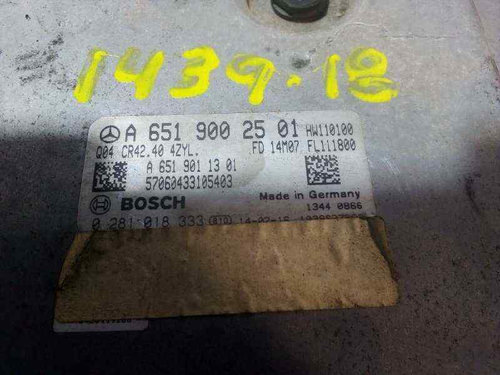 1439.18
A 651 900 25 01 HW110100
Q04 CR42.40 4ZYL. FD 14M07 FL111800
A 651 901 13 01
57060433105403
Made in Germany
BOSCH 1344 0866
0 281 018 333